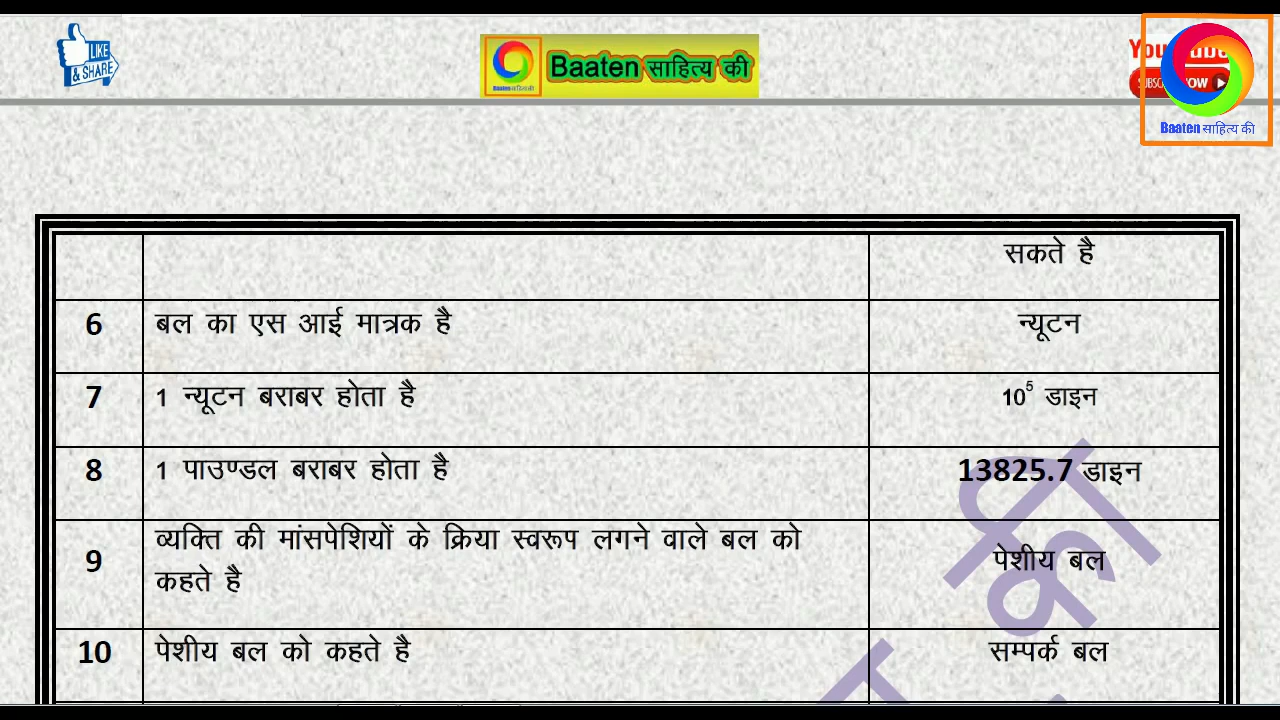 LIKE
& SHARE
Baaten साहित्य की
Baaten साहित्य की
सकते है
6 बल का एस आई मात्रक है न्यूटन
7 1 न्यूटन बराबर होता है 10⁵ डाइन
8 1 पाउण्डल बराबर होता है 13825.7 डाइन
9 व्यक्ति की मांसपेशियों के क्रिया स्वरूप लगने वाले बल को
कहते है पेशीय बल
10 पेशीय बल को कहते है सम्पर्क बल
की